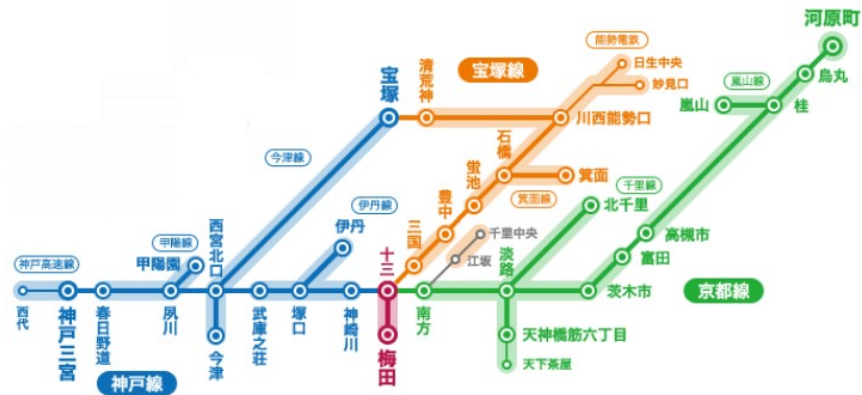 河原町
能勢電鉄
日生中央
妙見口
烏丸
宝塚線
清荒神
宝塚
嵐山線
嵐山
桂
川西能勢口
石橋
今津線
蛍池
箕面
箕面線
千里線
北千里
豊中
伊丹線
伊丹
三国
千里中央
江坂
高槻市
富田
西宮北口
甲陽線
甲陽園
神戸高速線
十三
淡路
茨木市
京都線
西代
神戸三宮
春日野道
夙川
今津
武庫之荘
塚口
神崎川
梅田
南方
天神橋筋六丁目
天下茶屋
神戸線